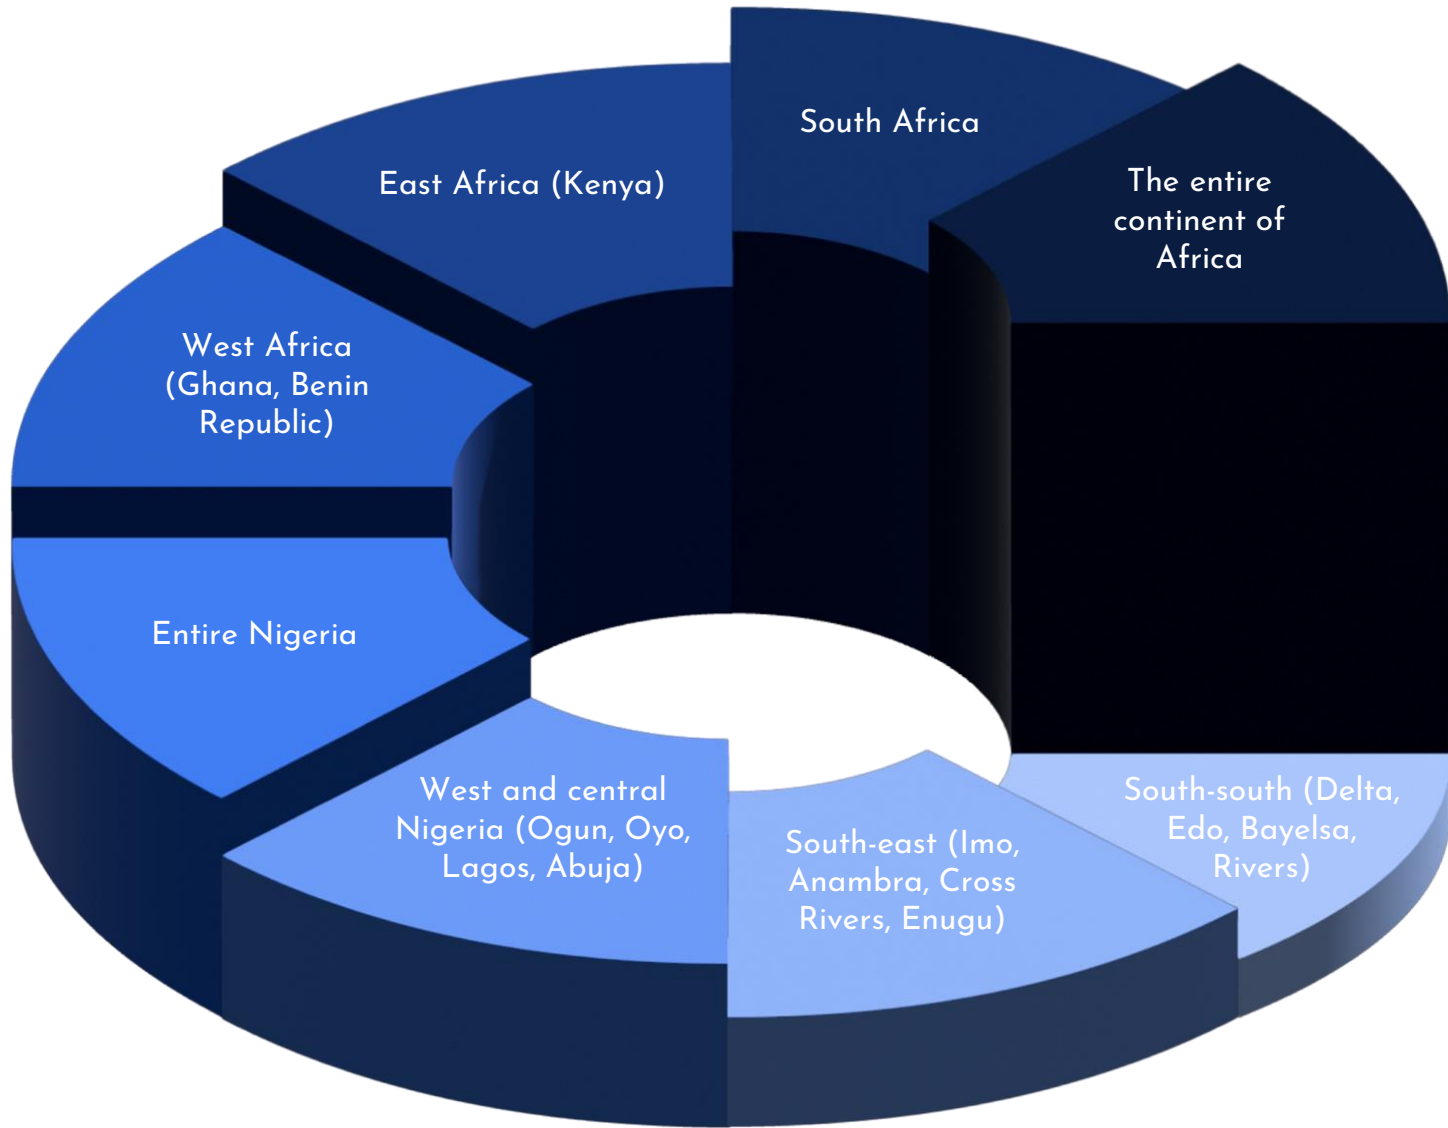 South Africa
East Africa (Kenya)
The entire
continent of
Africa
West Africa
(Ghana, Benin
Republic)
Entire Nigeria
West and central
Nigeria (Ogun, Oyo,
Lagos, Abuja)
South-east (Imo,
Anambra, Cross
Rivers, Enugu)
South-south (Delta,
Edo, Bayelsa,
Rivers)